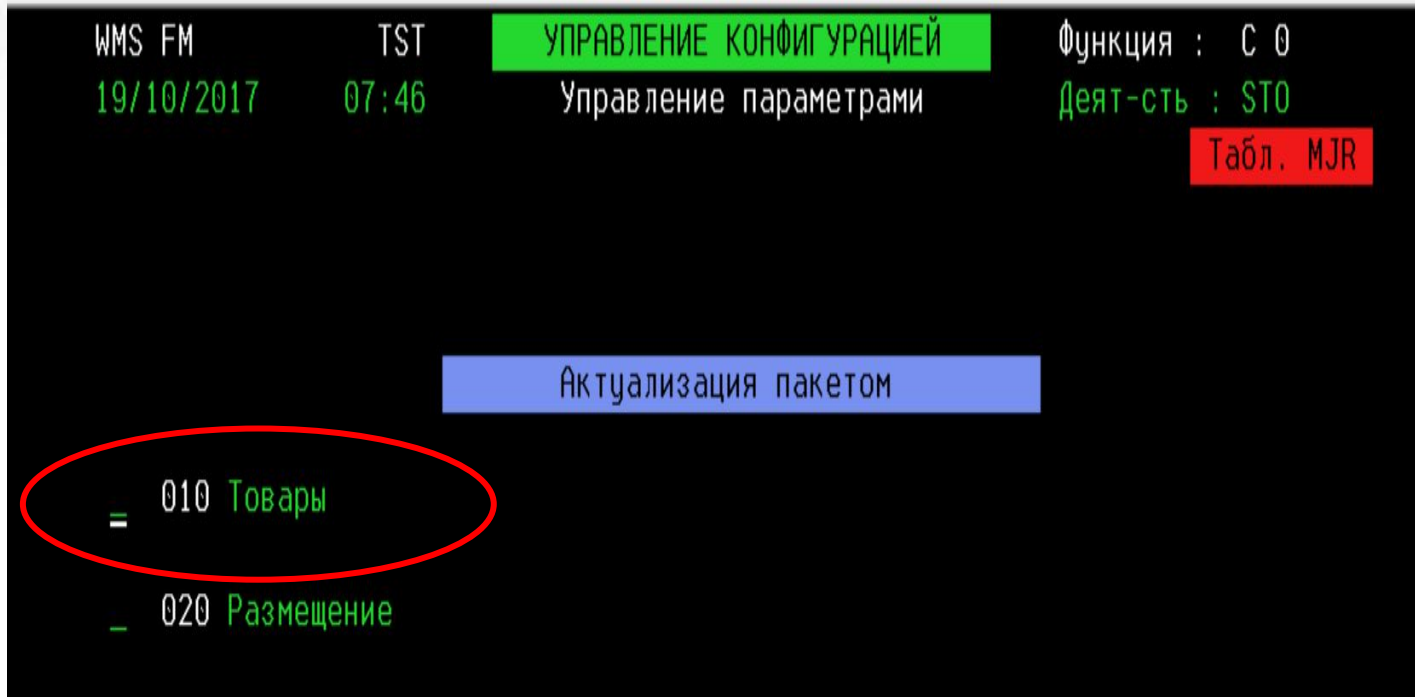 WMS FM TST УПРАВЛЕНИЕ КОНФИГУРАЦИЕЙ Функция : C 0
19/10/2017 07:46 Управление параметрами Деят-сть : STO
Табл. MJR
Актуализация пакетом
_ 010 Товары
_ 020 Размещение